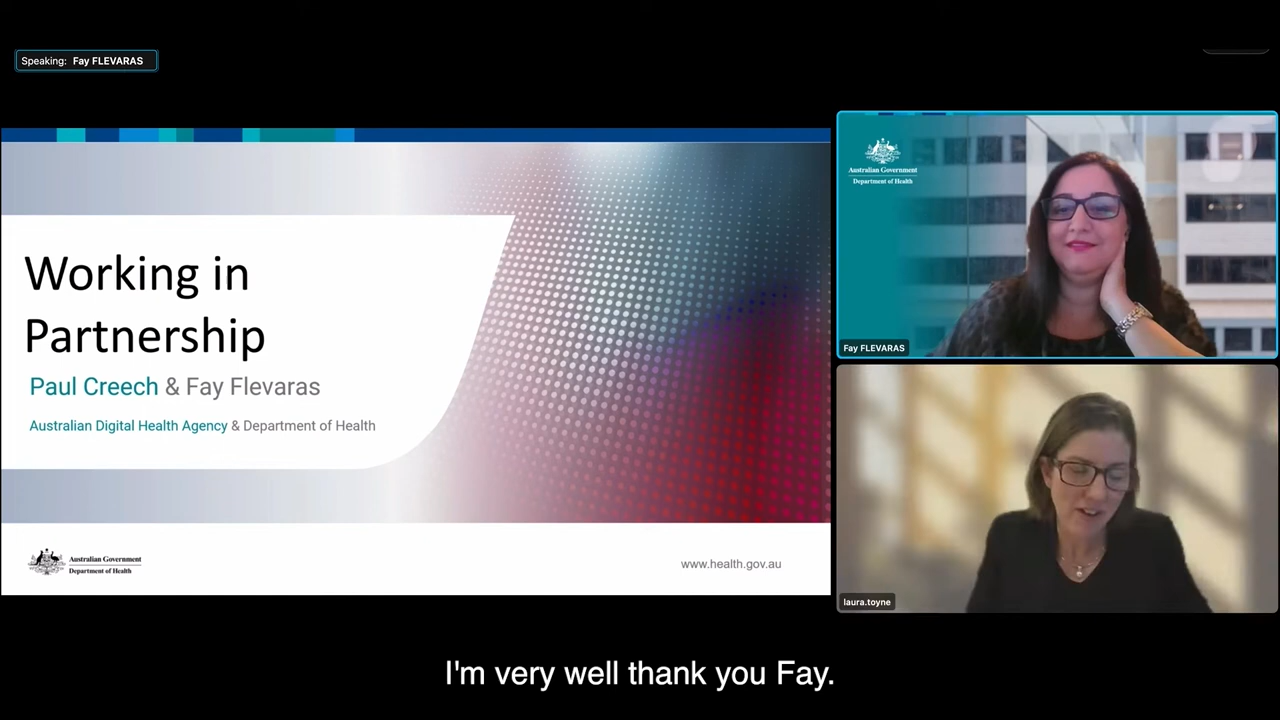 Speaking: Fay FLEVARAS
Working in
Partnership
Paul Creech & Fay Flevaras
Australian Digital Health Agency & Department of Health
Australian Government
Department of Health
www.health.gov.au
Australian Government
Department of Health
Fay FLEVARAS
laura.toyne
I'm very well thank you Fay.